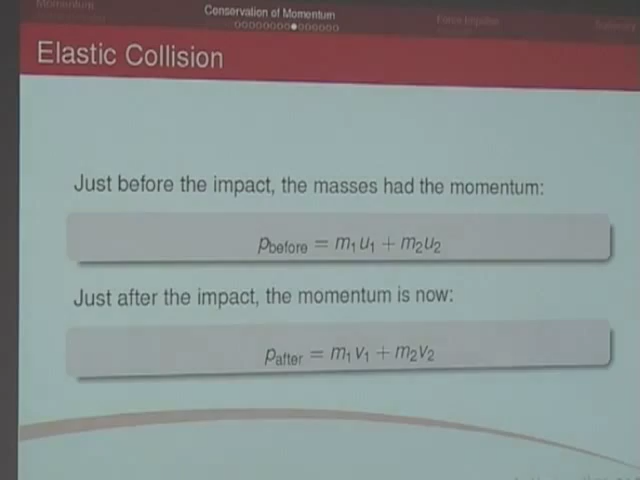 Momentum
Conservation of Momentum
Force Impulse
Elastic Collision
Just before the impact, the masses had the momentum:
p_before = m₁u₁ + m₂u₂
Just after the impact, the momentum is now:
p_after = m₁v₁ + m₂v₂